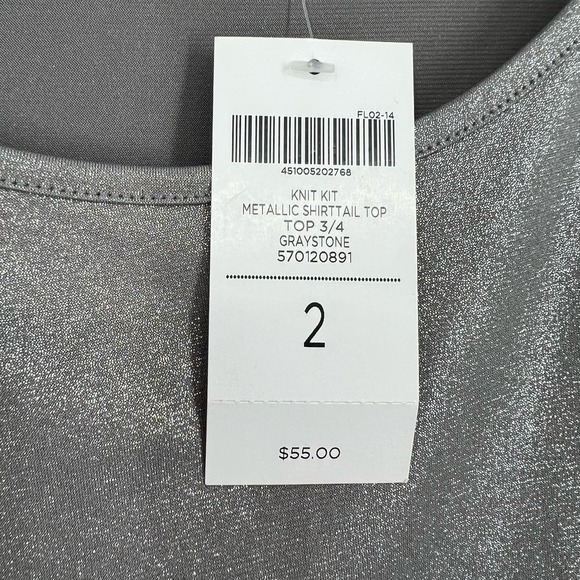 FL02-14
451005202768
KNIT KIT
METALLIC SHIRTTAIL TOP
TOP 3/4
GRAYSTONE
570120891
2
$55.00